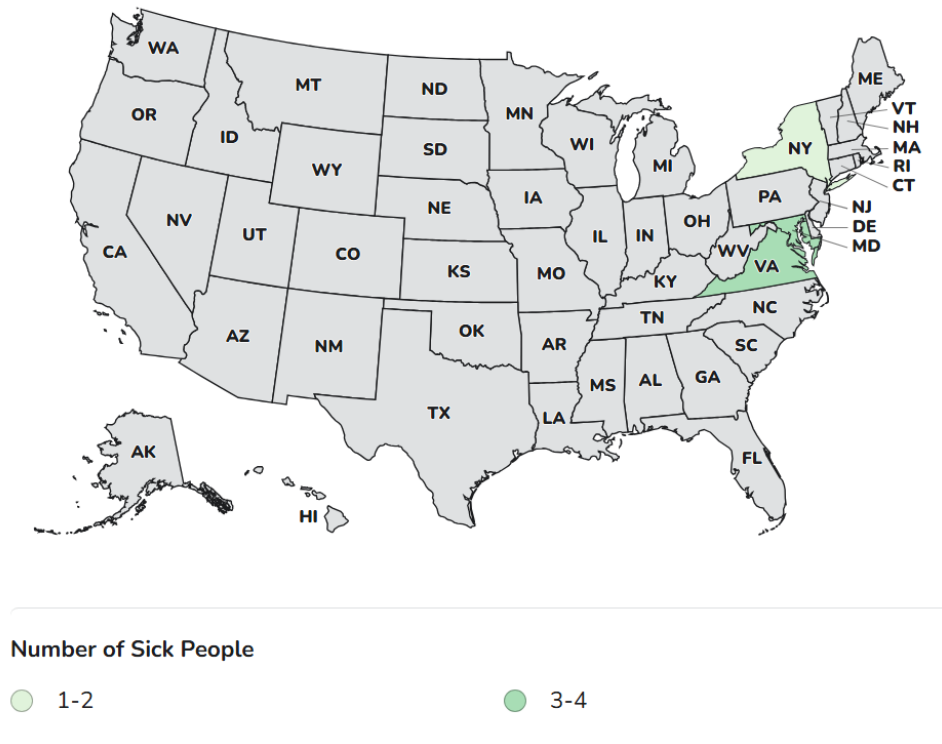 WA
MT
ND
MN
ME
OR
ID
WY
SD
WI
MI
NY
VT
NH
MA
RI
CT
NV
UT
CO
NE
IA
IL
IN
OH
PA
NJ
DE
MD
CA
KS
MO
KY
WV
VA
AZ
NM
OK
AR
TN
NC
SC
TX
LA
MS
AL
GA
FL
AK
HI
Number of Sick People
1-2
3-4